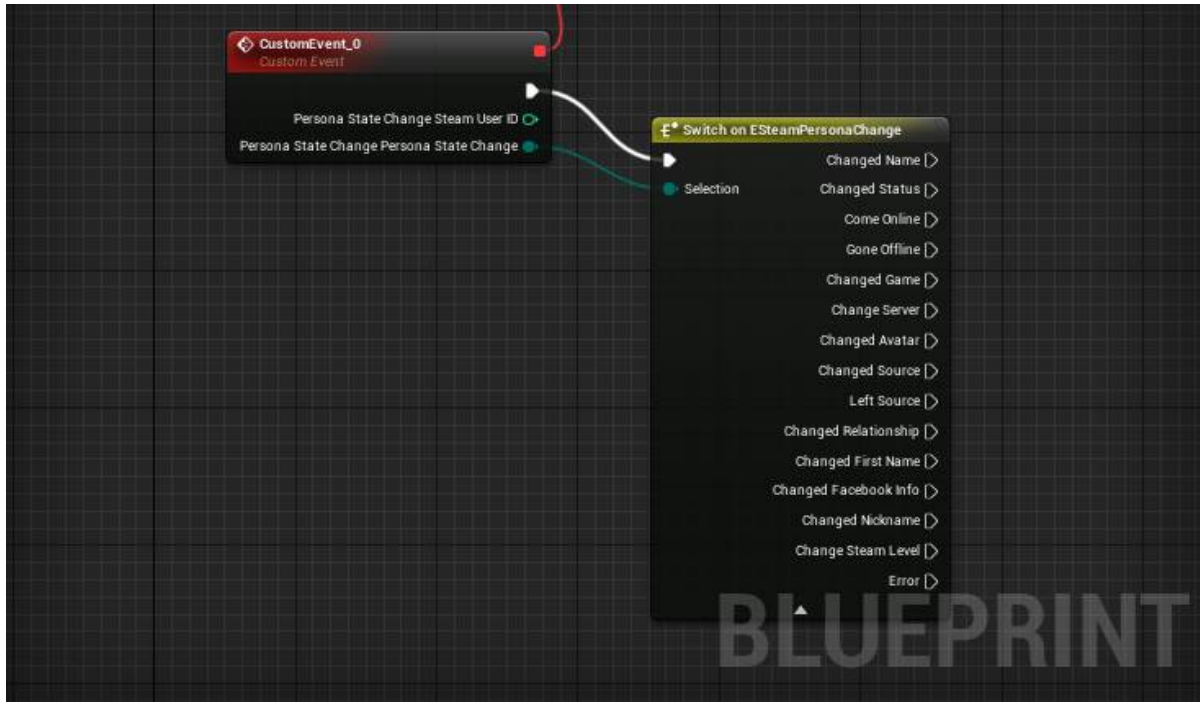 CustomEvent_0
Custom Event
Persona State Change Steam User ID
Persona State Change Persona State Change
Switch on ESteamPersonaChange
Changed Name
Selection
Changed Status
Come Online
Gone Offline
Changed Game
Change Server
Changed Avatar
Changed Source
Left Source
Changed Relationship
Changed First Name
Changed Facebook Info
Changed Nickname
Change Steam Level
Error
BLUEPRINT